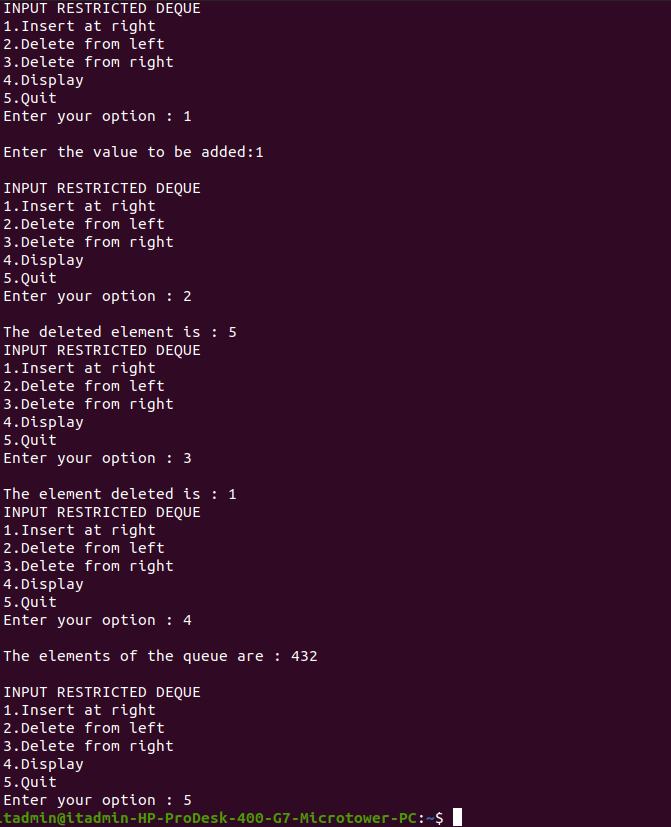 INPUT RESTRICTED DEQUE
1.Insert at right
2.Delete from left
3.Delete from right
4.Display
5.Quit
Enter your option : 1
Enter the value to be added:1
INPUT RESTRICTED DEQUE
1.Insert at right
2.Delete from left
3.Delete from right
4.Display
5.Quit
Enter your option : 2
The deleted element is : 5
INPUT RESTRICTED DEQUE
1.Insert at right
2.Delete from left
3.Delete from right
4.Display
5.Quit
Enter your option : 3
The element deleted is : 1
INPUT RESTRICTED DEQUE
1.Insert at right
2.Delete from left
3.Delete from right
4.Display
5.Quit
Enter your option : 4
The elements of the queue are : 432
INPUT RESTRICTED DEQUE
1.Insert at right
2.Delete from left
3.Delete from right
4.Display
5.Quit
Enter your option : 5
itadmin@itadmin-HP-ProDesk-400-G7-Microtower-PC:~$